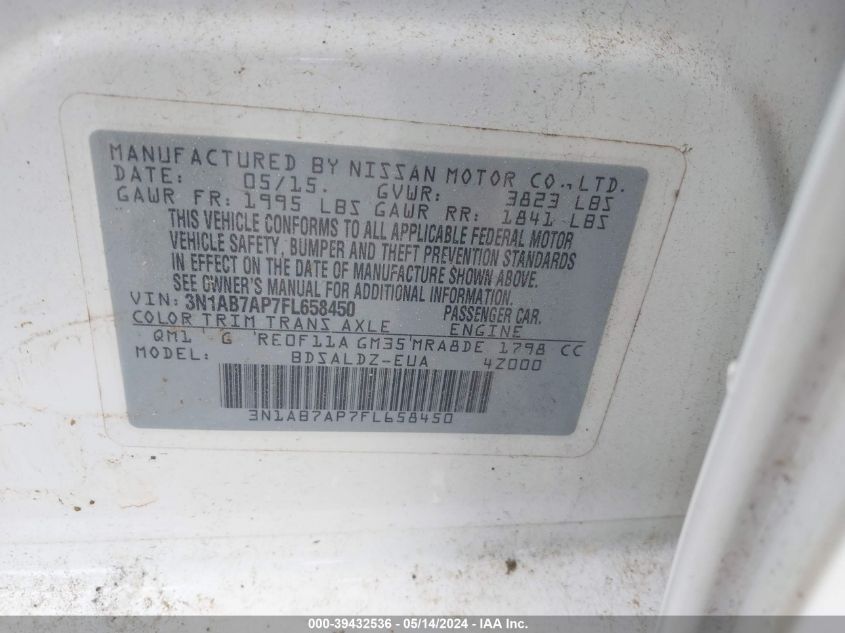 MANUFACTURED BY NISSAN MOTOR CO.,LTD.
DATE: 05/15. GVWR: 3823 LBS
GAWR FR: 1995 LBS GAWR RR: 1841 LBS
THIS VEHICLE CONFORMS TO ALL APPLICABLE FEDERAL MOTOR
VEHICLE SAFETY, BUMPER AND THEFT PREVENTION STANDARDS
IN EFFECT ON THE DATE OF MANUFACTURE SHOWN ABOVE.
SEE OWNER'S MANUAL FOR ADDITIONAL INFORMATION.
VIN: 3N1AB7AP7FL658450 PASSENGER CAR.
COLOR TRIM TRANS AXLE ENGINE
QM1 G RE0F11A GM35 MRA8DE 1798 CC
MODEL: BDSALDZ-EUA 4Z000
3N1AB7AP7FL658450
000-39432536 - 05/14/2024 - IAA Inc.